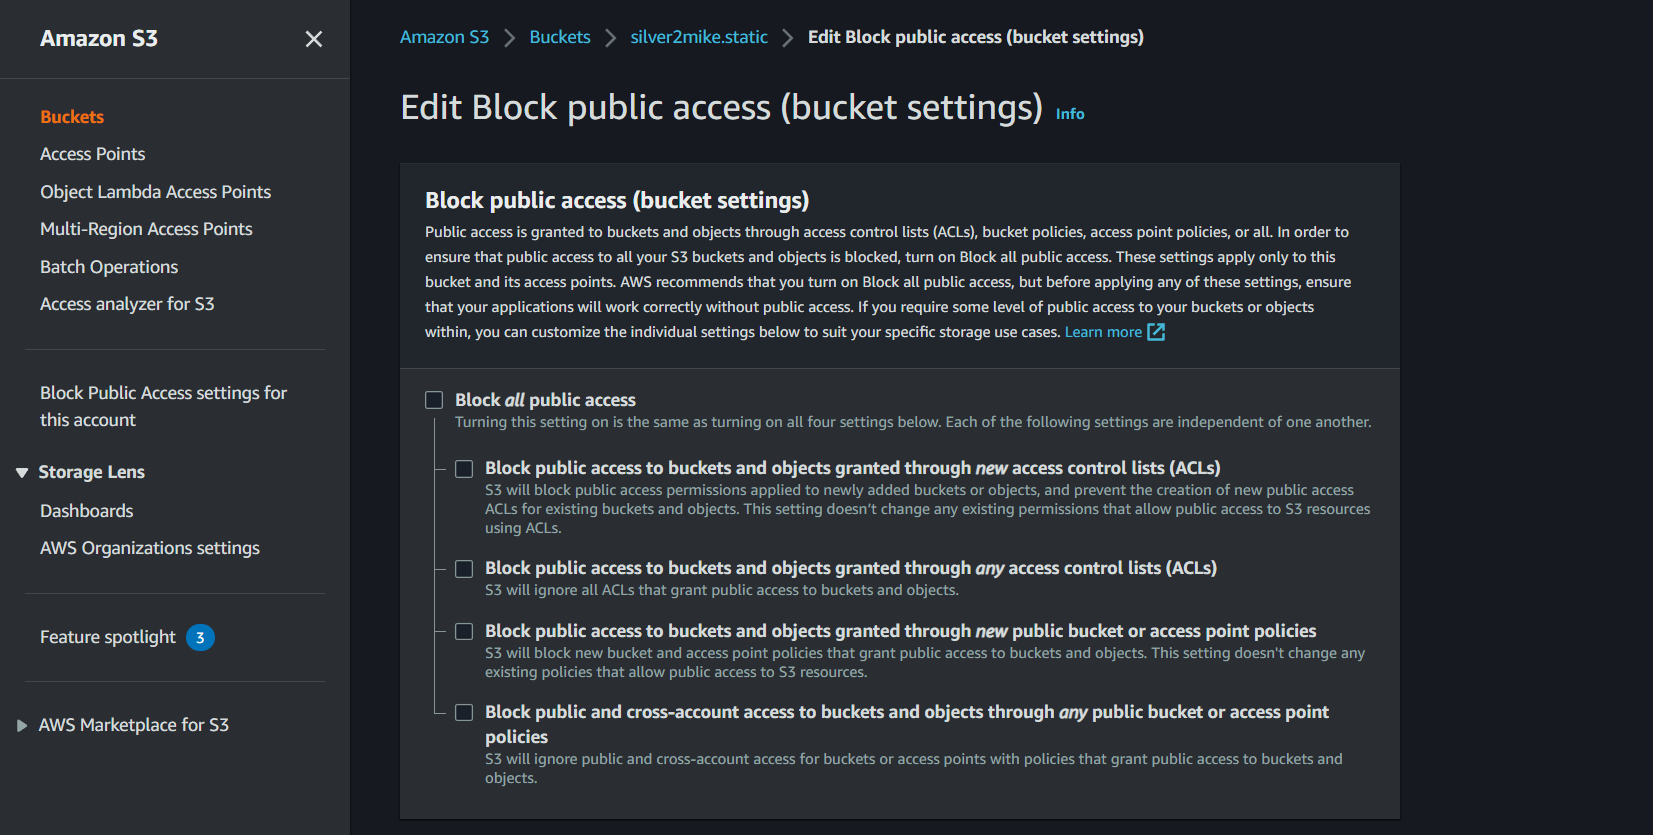 Amazon S3
Buckets
Access Points
Object Lambda Access Points
Multi-Region Access Points
Batch Operations
Access analyzer for S3
Block Public Access settings for
this account
Storage Lens
Dashboards
AWS Organizations settings
Feature spotlight 3
AWS Marketplace for S3
Amazon S3 > Buckets > silver2mike.static > Edit Block public access (bucket settings)
Edit Block public access (bucket settings) Info
Block public access (bucket settings)
Public access is granted to buckets and objects through access control lists (ACLs), bucket policies, access point policies, or all. In order to
ensure that public access to all your S3 buckets and objects is blocked, turn on Block all public access. These settings apply only to this
bucket and its access points. AWS recommends that you turn on Block all public access, but before applying any of these settings, ensure
that your applications will work correctly without public access. If you require some level of public access to your buckets or objects
within, you can customize the individual settings below to suit your specific storage use cases. Learn more
Block all public access
Turning this setting on is the same as turning on all four settings below. Each of the following settings are independent of one another.
Block public access to buckets and objects granted through new access control lists (ACLs)
S3 will block public access permissions applied to newly added buckets or objects, and prevent the creation of new public access
ACLs for existing buckets and objects. This setting doesn't change any existing permissions that allow public access to S3 resources
using ACLs.
Block public access to buckets and objects granted through any access control lists (ACLs)
S3 will ignore all ACLs that grant public access to buckets and objects.
Block public access to buckets and objects granted through new public bucket or access point policies
S3 will block new bucket and access point policies that grant public access to buckets and objects. This setting doesn't change any
existing policies that allow public access to S3 resources.
Block public and cross-account access to buckets and objects through any public bucket or access point
policies
S3 will ignore public and cross-account access for buckets or access points with policies that grant public access to buckets and
objects.